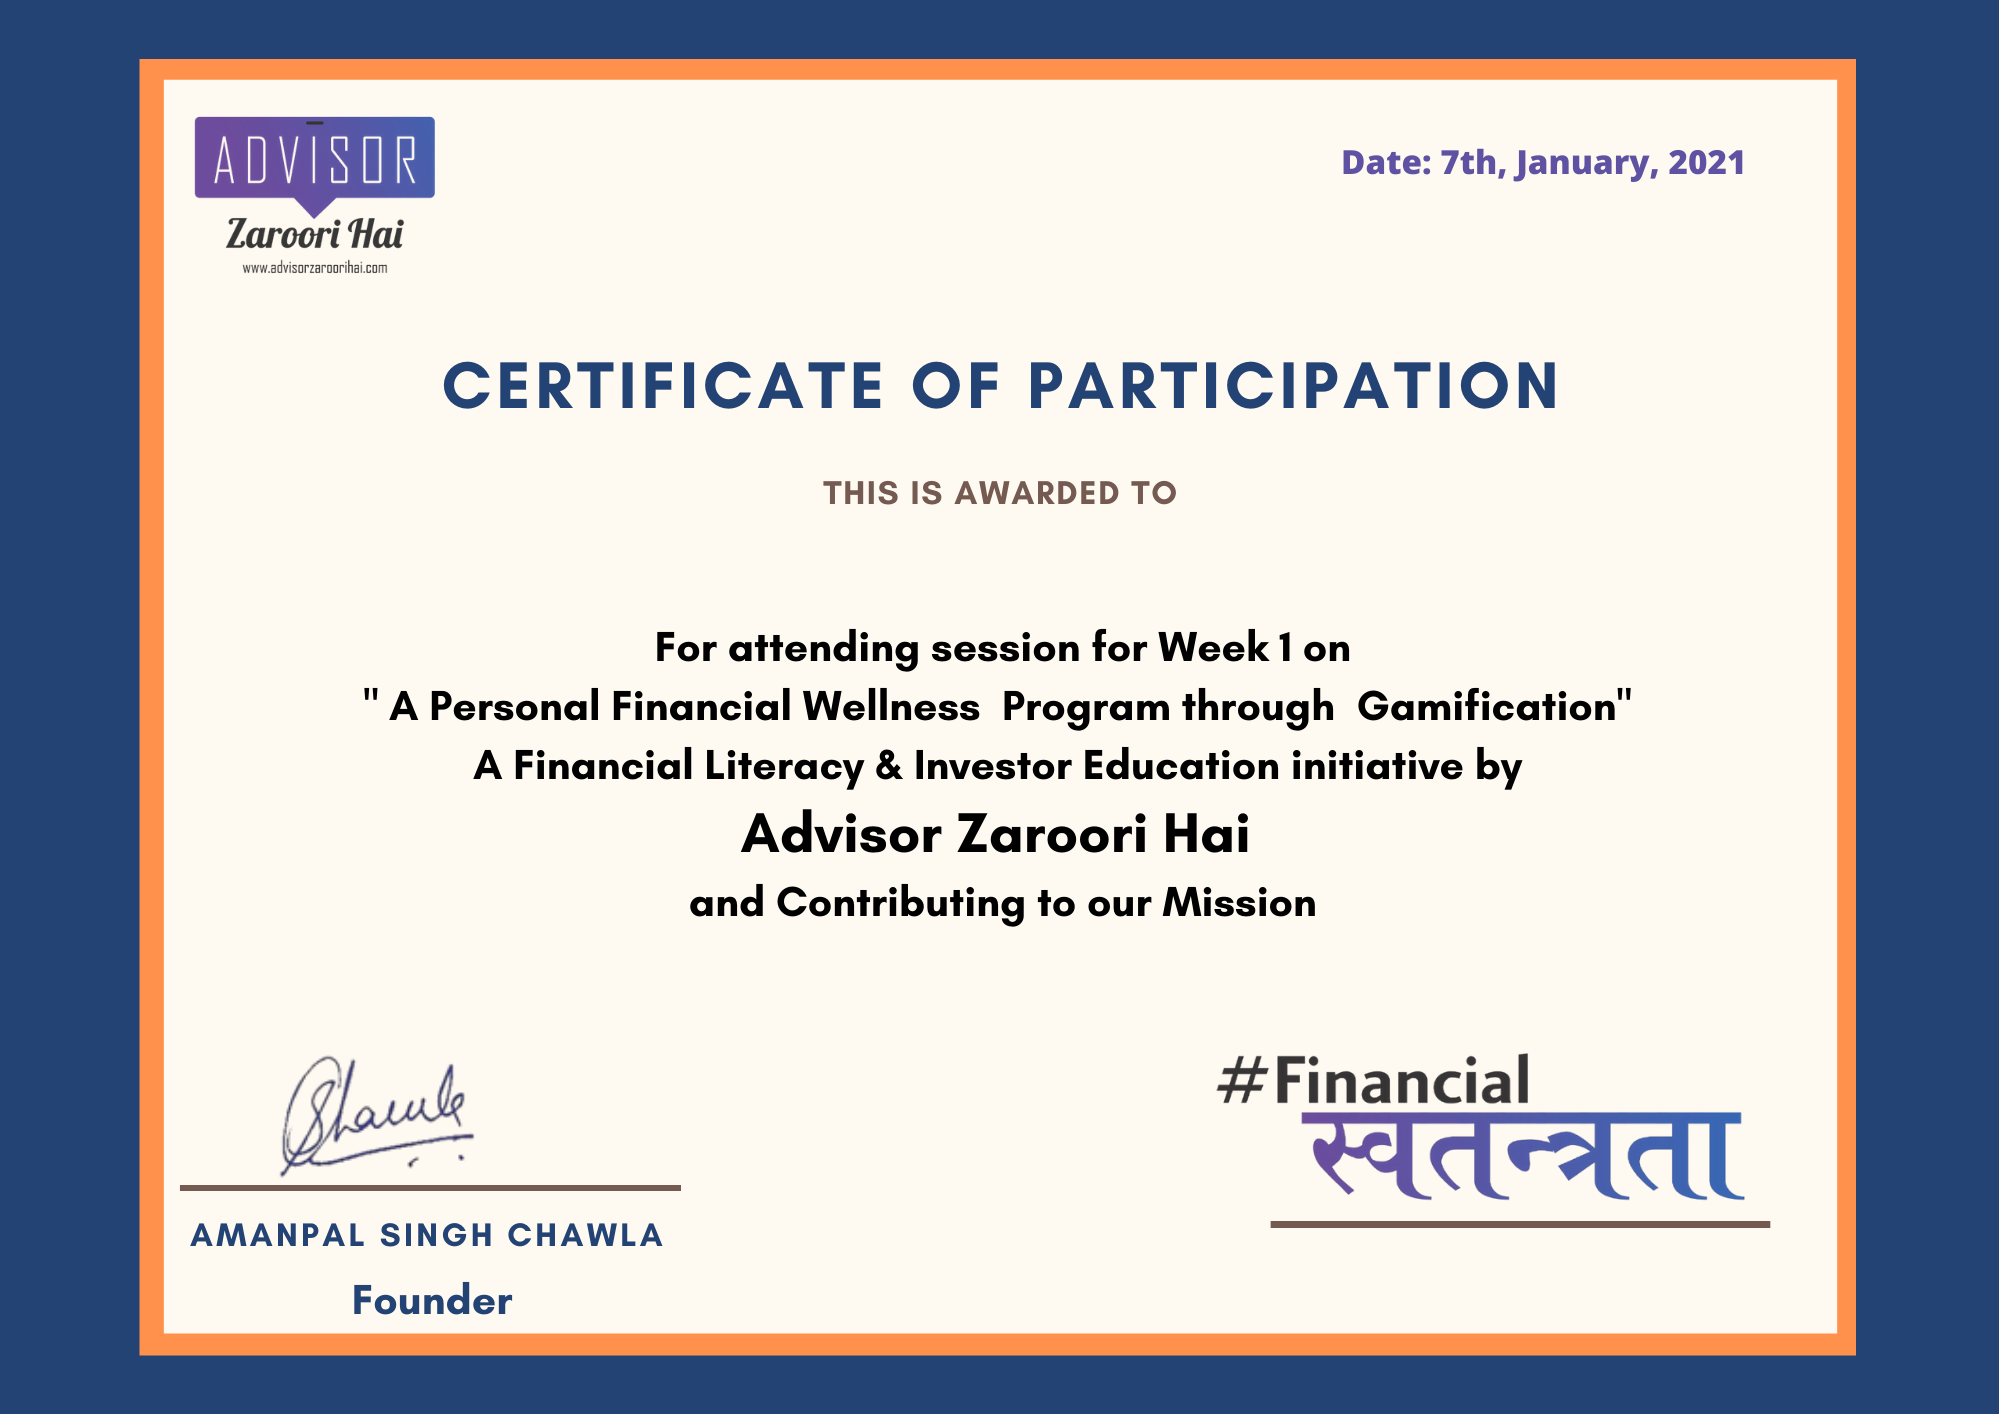 ADVISOR
Zaroori Hai
www.advisorzaroorihai.com
Date: 7th, January, 2021
CERTIFICATE OF PARTICIPATION
THIS IS AWARDED TO
For attending session for Week 1 on
" A Personal Financial Wellness  Program through  Gamification"
A Financial Literacy & Investor Education initiative by
Advisor Zaroori Hai
and Contributing to our Mission
Chawla
#Financial
स्वतन्त्रता
AMANPAL SINGH CHAWLA
Founder